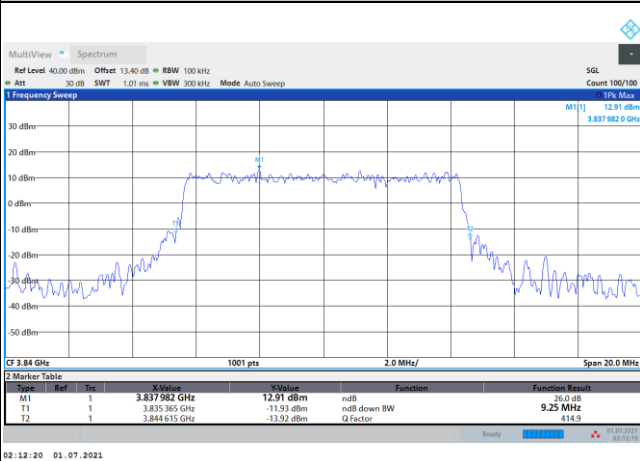 MultiView Spectrum
Ref Level 40.00 dBm Offset 13.40 dB RBW 100 kHz SGL
Att 30 dB SWT 1.01 ms VBW 300 kHz Mode Auto Sweep Count 100/100
1 Frequency Sweep 1Pk Max
M1[1] 12.91 dBm
3.837 982 0 GHz
30 dBm
20 dBm
M1
10 dBm
0 dBm
T1
-10 dBm
T2
-20 dBm
-30 dBm
-40 dBm
-50 dBm
CF 3.84 GHz 1001 pts 2.0 MHz/ Span 20.0 MHz
2 Marker Table
Type Ref Trc X-Value Y-Value Function Function Result
M1 1 3.837 982 GHz 12.91 dBm ndB 26.0 dB
T1 1 3.835 365 GHz -11.93 dBm ndB down BW 9.25 MHz
T2 1 3.844 615 GHz -13.92 dBm Q Factor 414.9
Ready 01.07.2021
02:12:19
02:12:20 01.07.2021